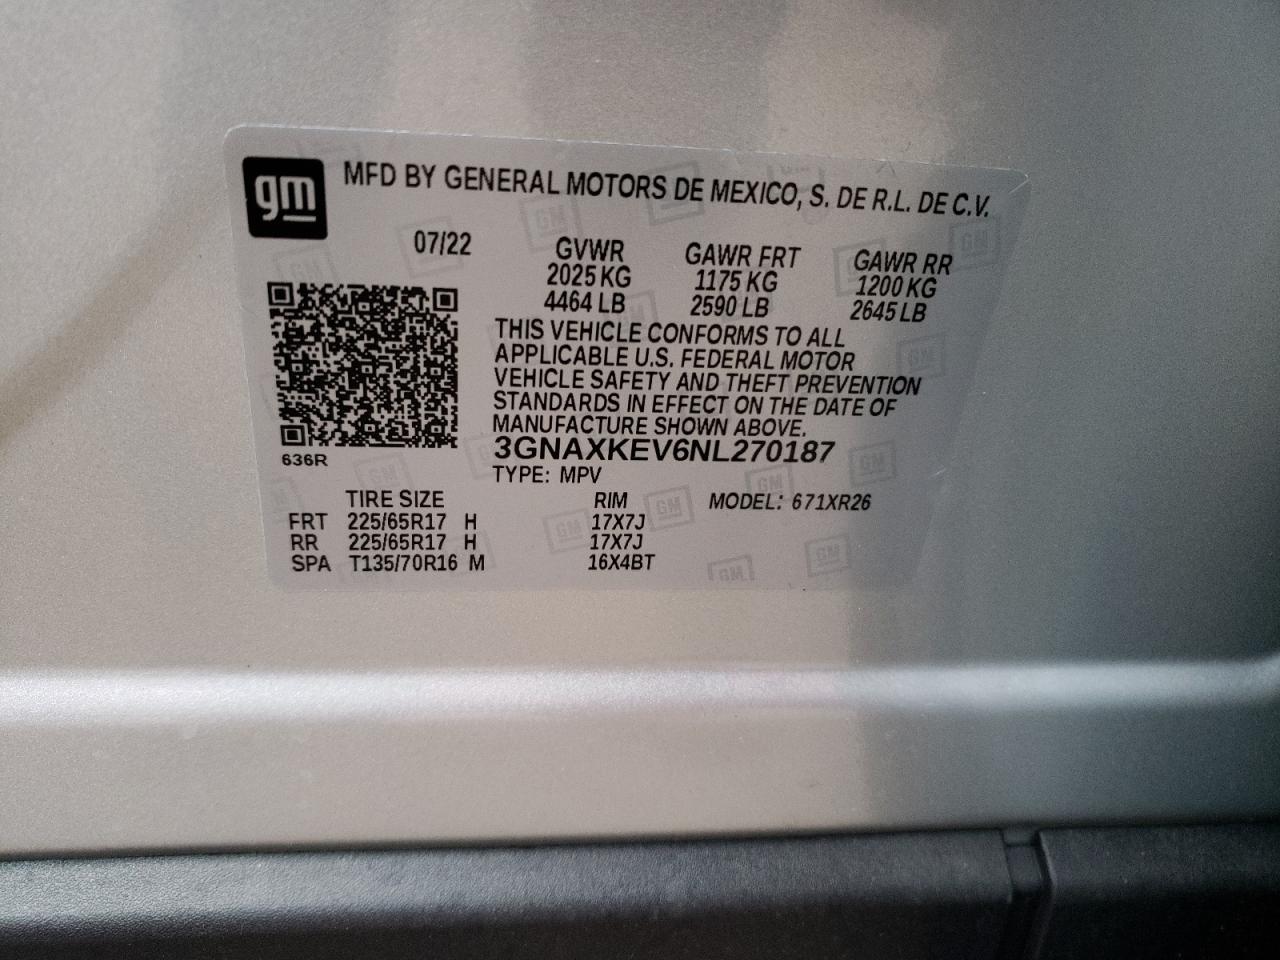 gm MFD BY GENERAL MOTORS DE MEXICO, S. DE R.L. DE C.V.
07/22 GVWR GAWR FRT GAWR RR
2025 KG 1175 KG 1200 KG
4464 LB 2590 LB 2645 LB
THIS VEHICLE CONFORMS TO ALL
APPLICABLE U.S. FEDERAL MOTOR
VEHICLE SAFETY AND THEFT PREVENTION
STANDARDS IN EFFECT ON THE DATE OF
MANUFACTURE SHOWN ABOVE.
3GNAXKEV6NL270187
636R
TYPE: MPV
TIRE SIZE RIM MODEL: 671XR26
FRT 225/65R17 H 17X7J
RR 225/65R17 H 17X7J
SPA T135/70R16 M 16X4BT